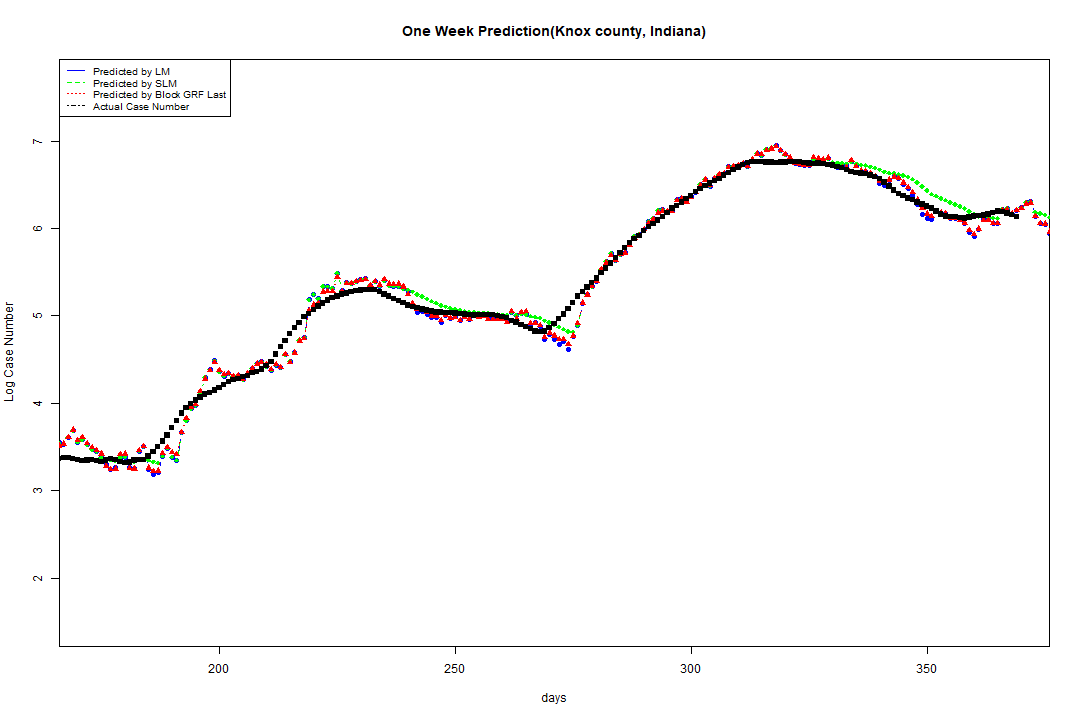 One Week Prediction(Knox county, Indiana)
Predicted by LM
Predicted by SLM
Predicted by Block GRF Last
Actual Case Number
7
6
5
4
3
2
Log Case Number
200
250
300
350
days